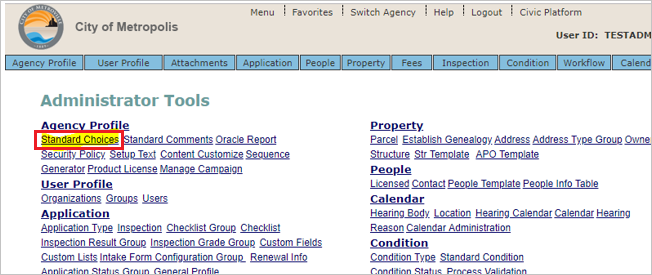 CITY OF METROPOLIS
City of Metropolis
Menu Favorites Switch Agency Help Logout Civic Platform
User ID: TESTADM
Agency Profile User Profile Attachments Application People Property Fees Inspection Condition Workflow Calend
Administrator Tools
Agency Profile
Standard Choices Standard Comments Oracle Report
Security Policy Setup Text Content Customize Sequence
Generator Product License Manage Campaign
User Profile
Organizations Groups Users
Application
Application Type Inspection Checklist Group Checklist
Inspection Result Group Inspection Grade Group Custom Fields
Custom Lists Intake Form Configuration Group Renewal Info
Application Status Group General Profile
Property
Parcel Establish Genealogy Address Address Type Group Owne
Structure Str Template APO Template
People
Licensed Contact People Template People Info Table
Calendar
Hearing Body Location Hearing Calendar Calendar Hearing
Reason Calendar Administration
Condition
Condition Type Standard Condition
Condition Status Process Validation